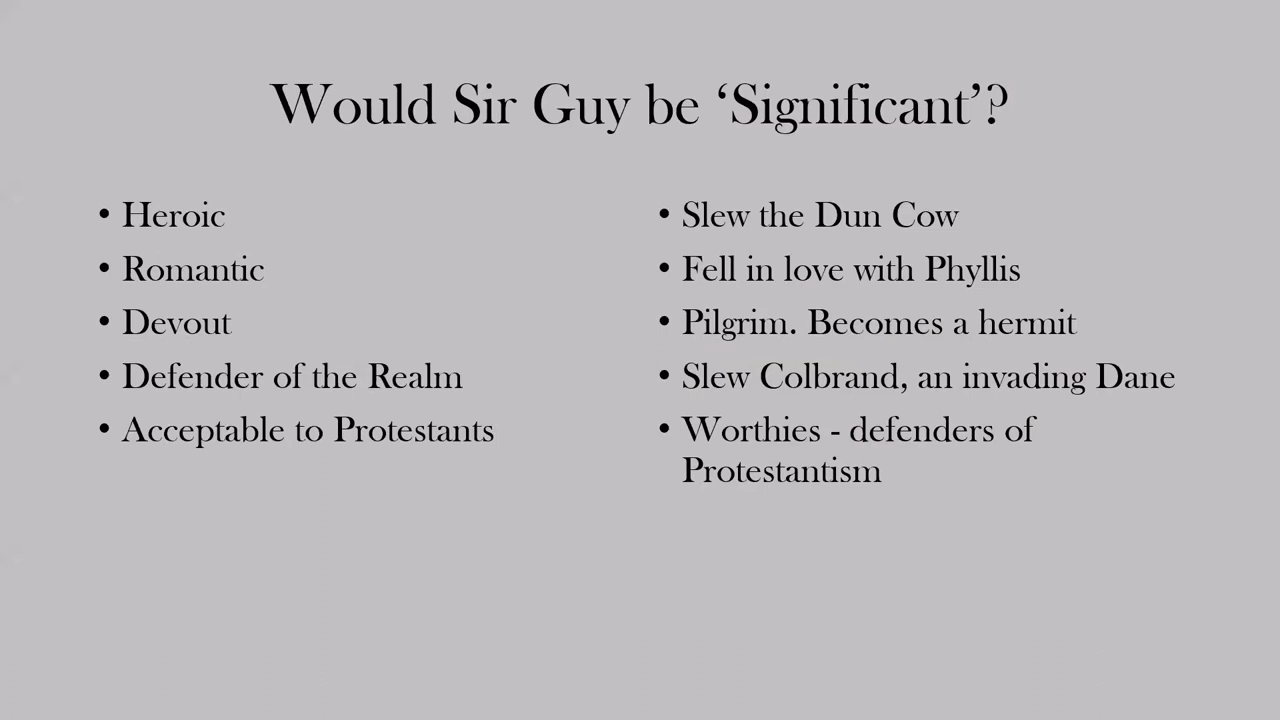 Would Sir Guy be ‘Significant’?
• Heroic
• Romantic
• Devout
• Defender of the Realm
• Acceptable to Protestants
• Slew the Dun Cow
• Fell in love with Phyllis
• Pilgrim. Becomes a hermit
• Slew Colbrand, an invading Dane
• Worthies - defenders of
Protestantism